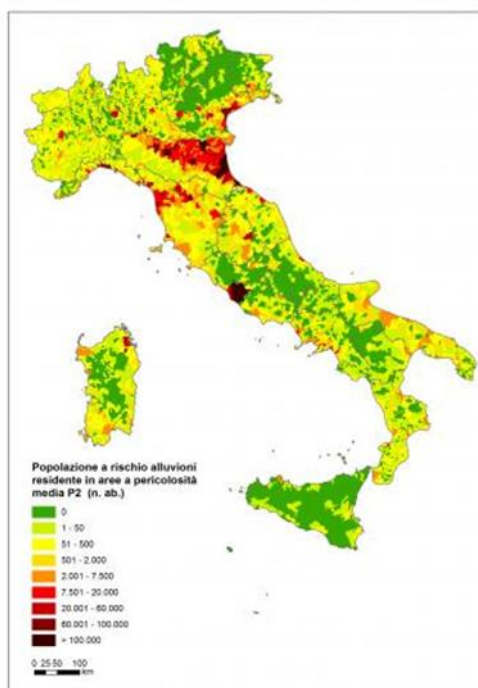 Popolazione a rischio alluvioni
residente in aree a pericolosità
media P2 (n. ab.)
0
1 - 50
51 - 500
501 - 2.000
2.001 - 7.500
7.501 - 20.000
20.001 - 60.000
60.001 - 100.000
> 100.000
0 25 50 100
km